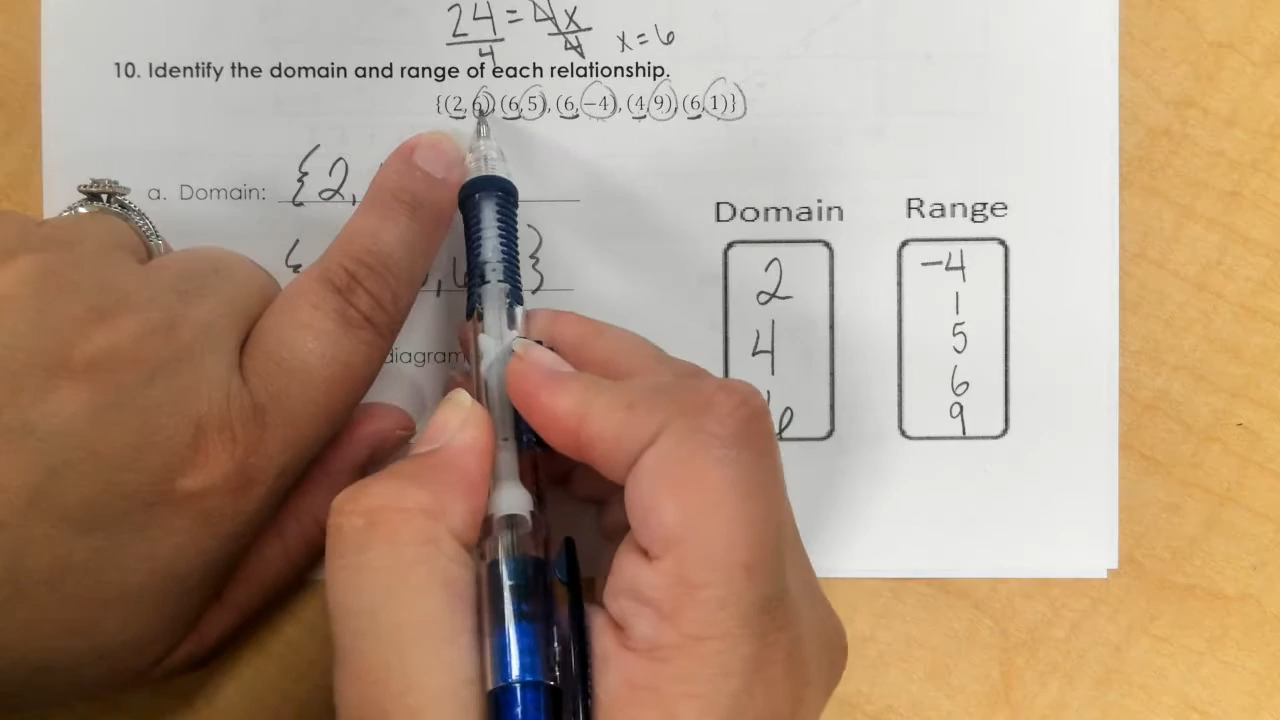 24 = 4x
4 4 x = 6
10. Identify the domain and range of each relationship.
{(2, 6), (6, 5), (6, −4), (4, 9), (6, 1)}
a. Domain: {2,
{ }
diagram
Domain Range
2 -4
4 1
6 5
6
9